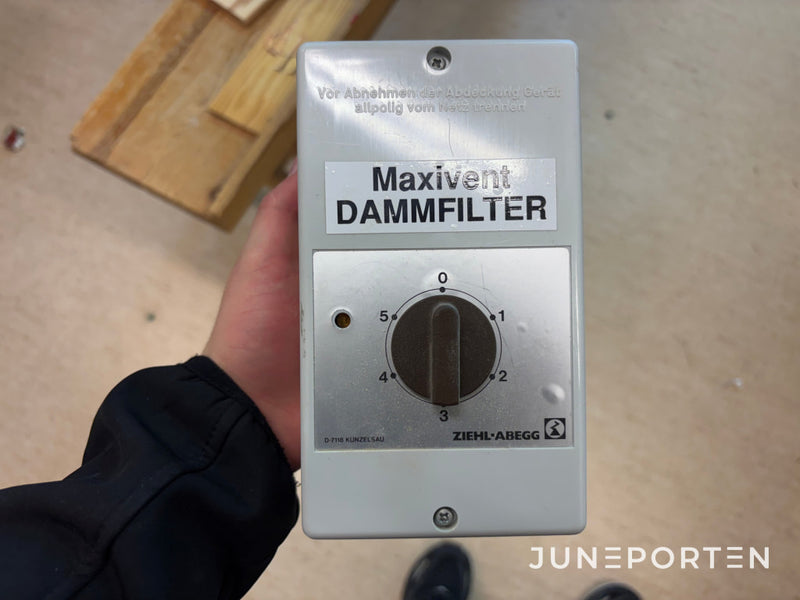 Vor Abnehmen der Abdeckung Gerät
allpolig vom Netz trennen
Maxivent
DAMMFILTER
0
5 1
4 2
3
D-7118 KÜNZELSAU
ZIEHL-ABEGG
JUNEPORTEN